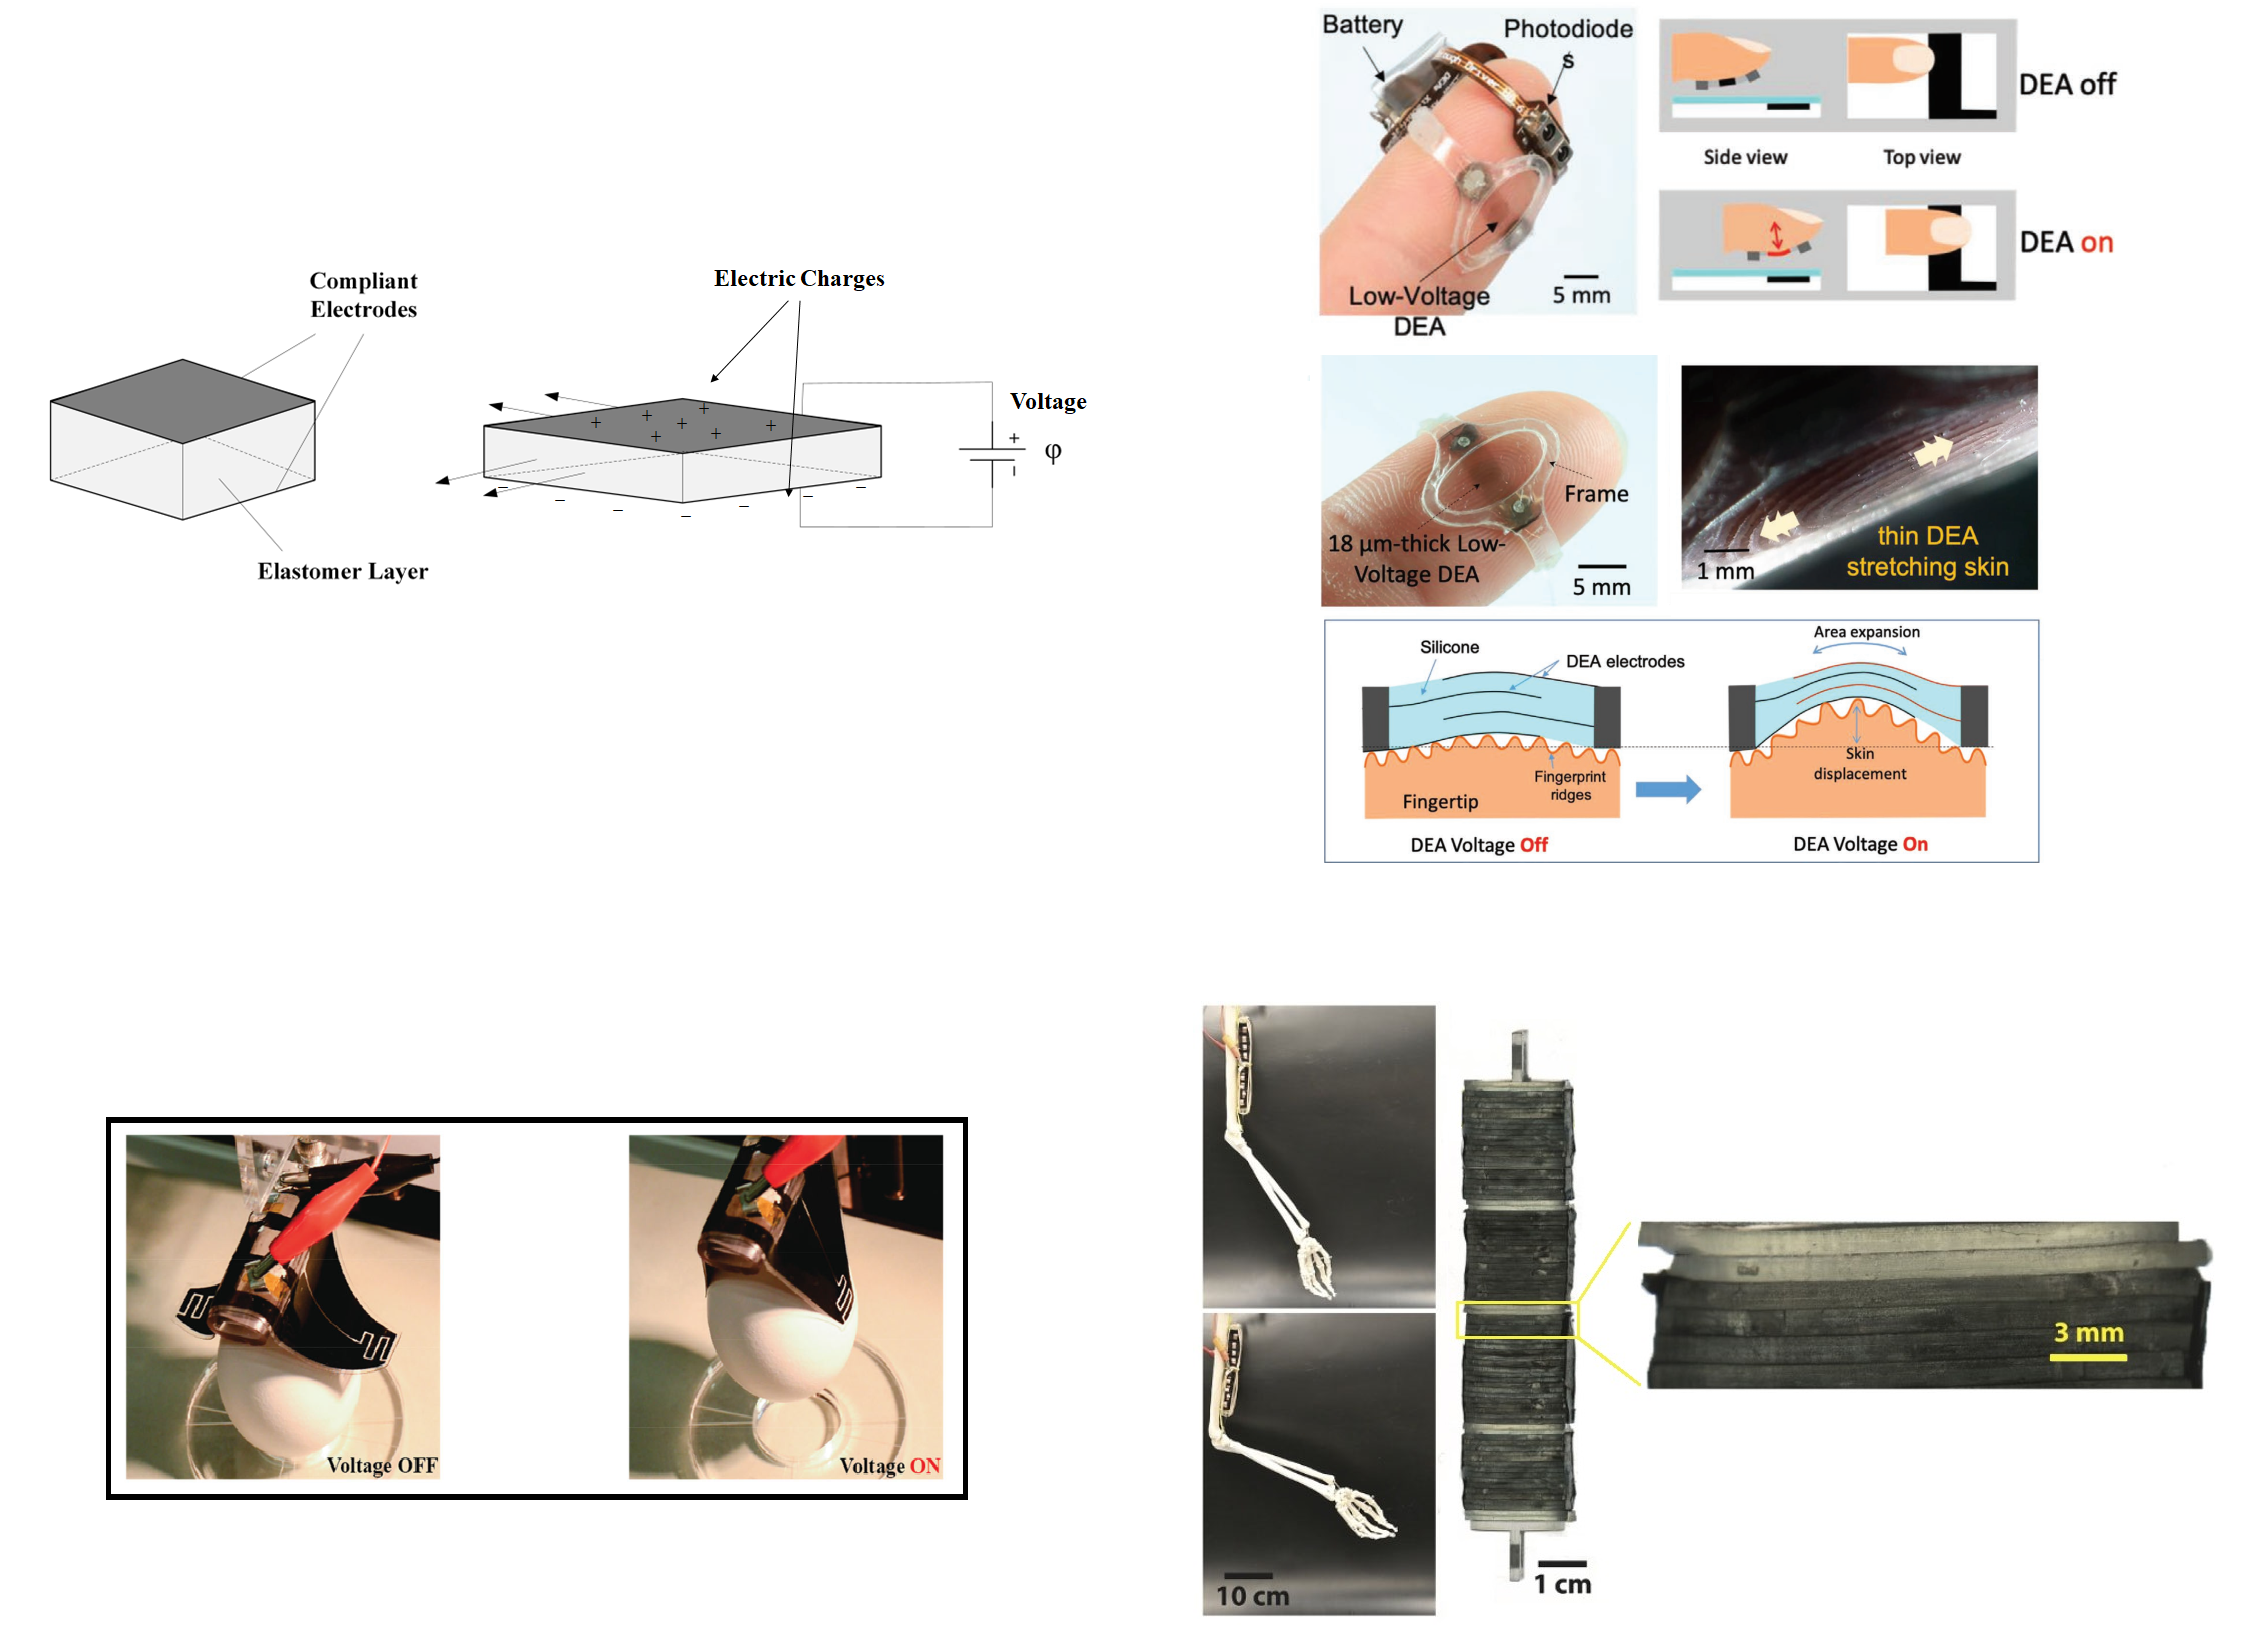 Compliant
Electrodes
Electric Charges
+ + + + + + +
Voltage
+
φ
Elastomer Layer
Battery
Photodiode
s
Low-Voltage
DEA
5 mm
DEA off
Side view
Top view
DEA on
Frame
18 μm-thick Low-
Voltage DEA
5 mm
1 mm
thin DEA
stretching skin
Silicone
DEA electrodes
Fingerprint
ridges
Fingertip
DEA Voltage Off
Area expansion
Skin
displacement
DEA Voltage On
Voltage OFF
Voltage ON
10 cm
1 cm
3 mm